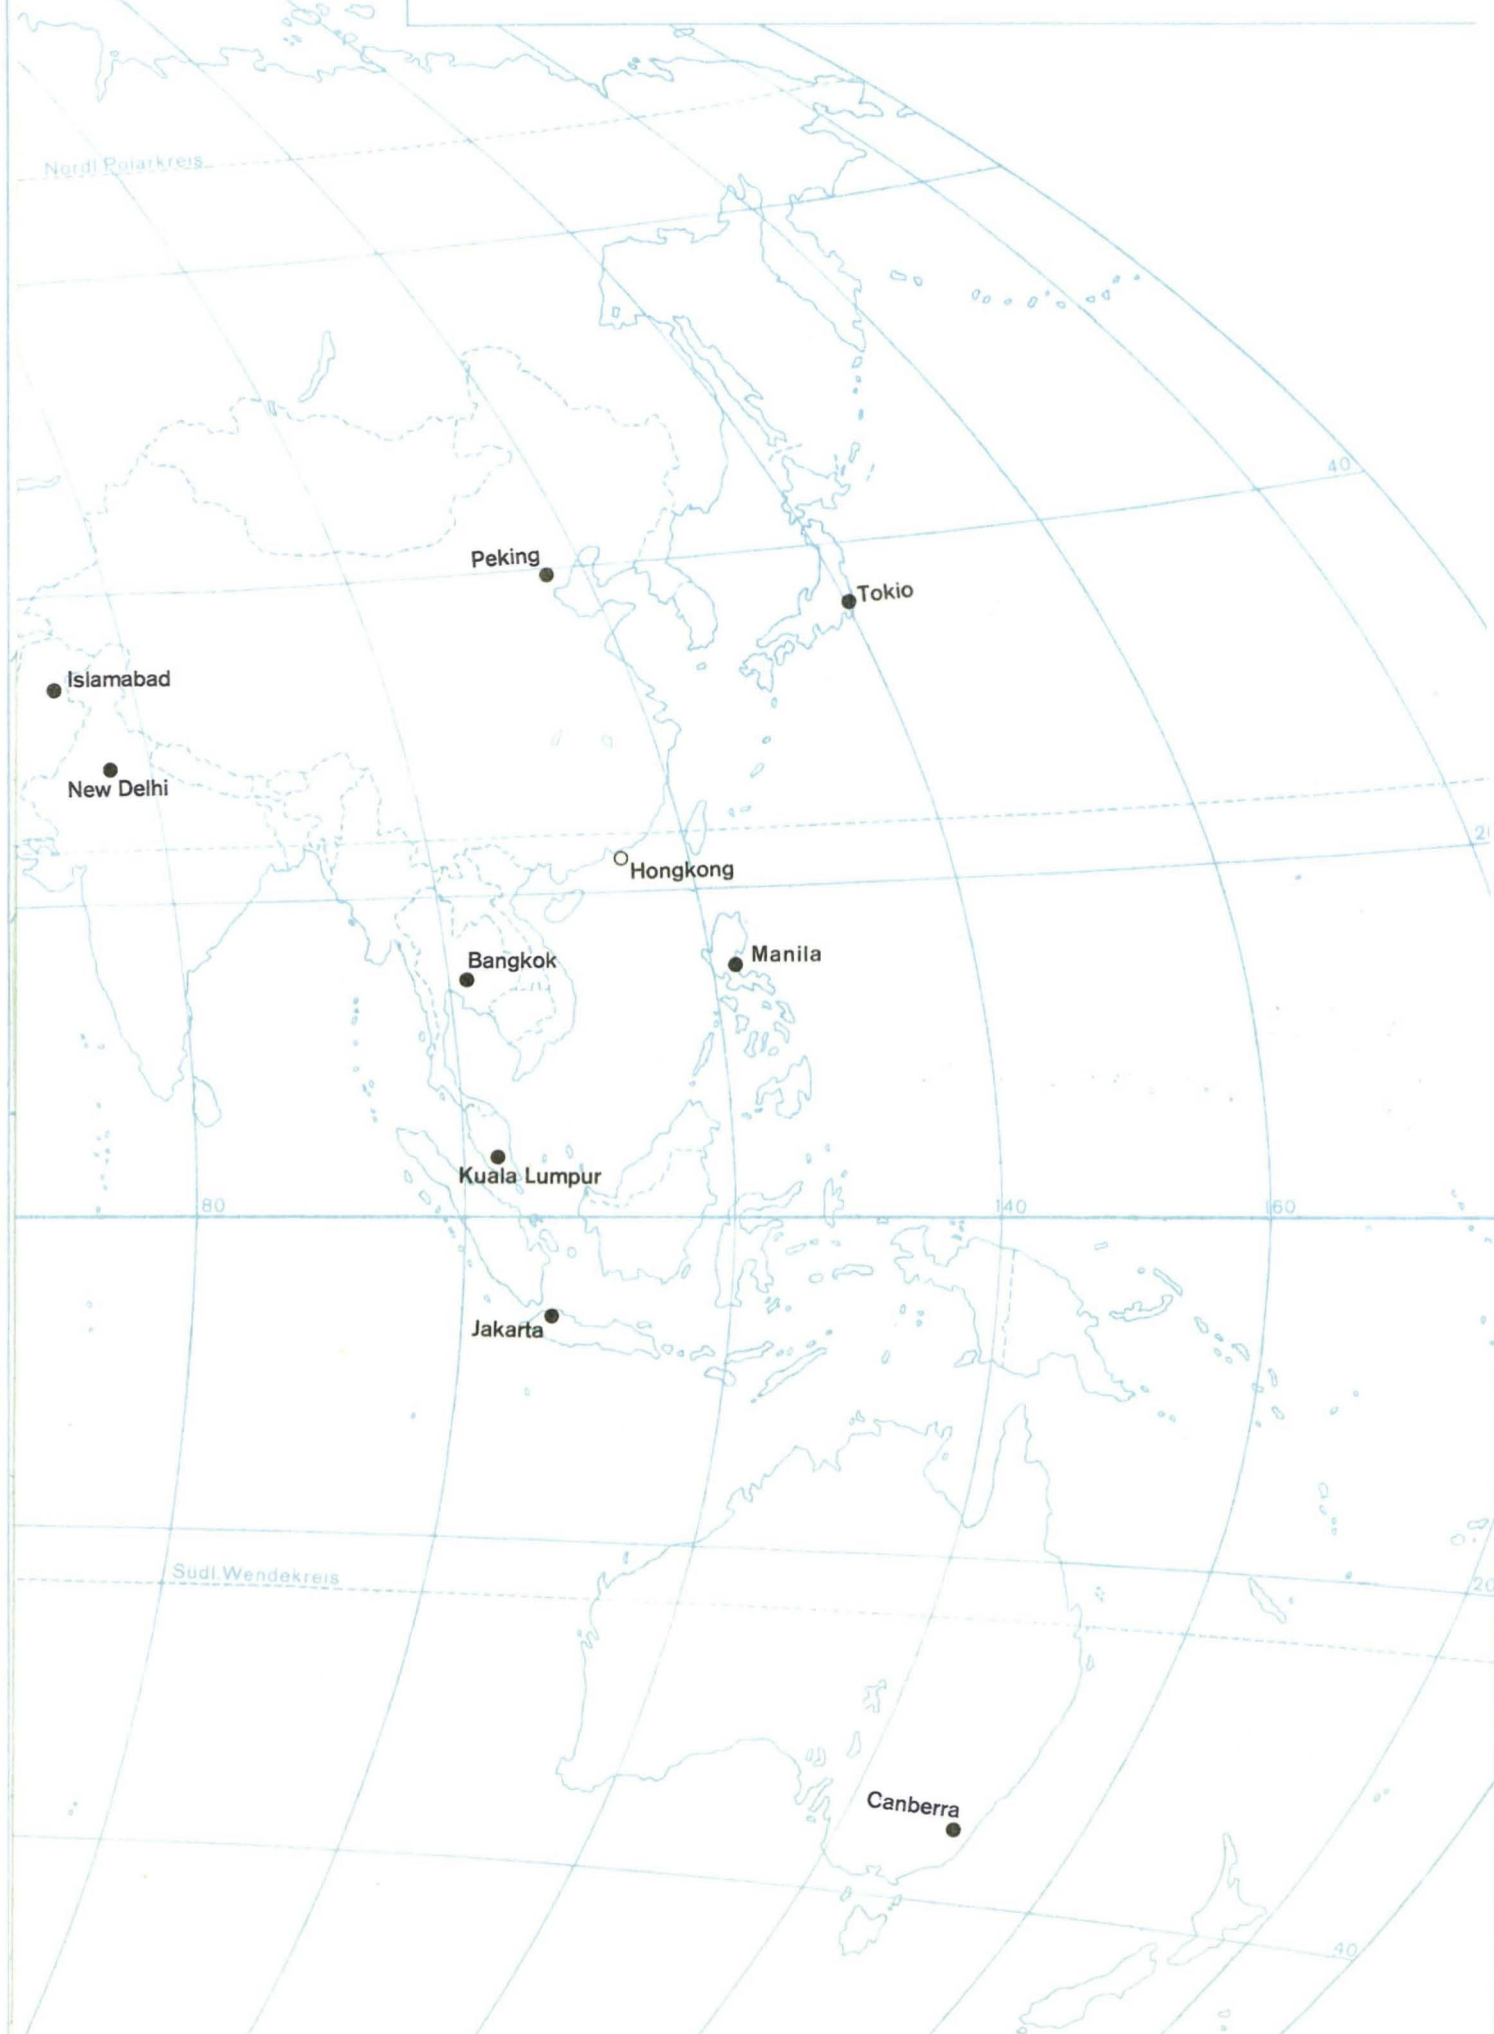 Nordl.Polarkreis
40
Peking
Tokio
Islamabad
New Delhi
Hongkong
Manila
Bangkok
Kuala Lumpur
80
140
160
Jakarta
Südl.Wendekreis
20
Canberra
40